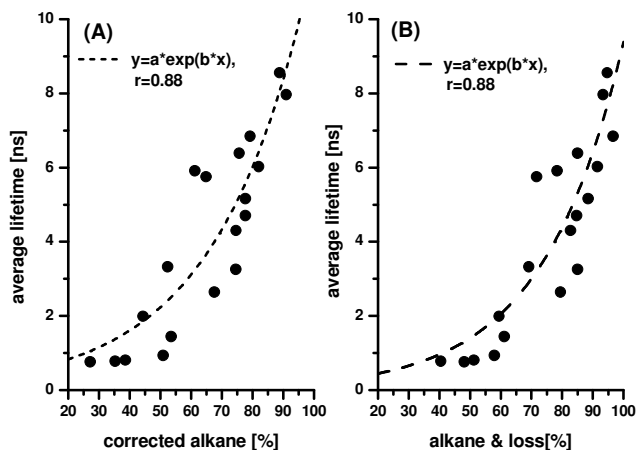 (A)
y=a*exp(b*x),
r=0.88
average lifetime [ns]
10
8
6
4
2
0
20 30 40 50 60 70 80 90 100
corrected alkane [%]
(B)
y=a*exp(b*x),
r=0.88
average lifetime [ns]
10
8
6
4
2
0
20 30 40 50 60 70 80 90 100
alkane & loss[%]